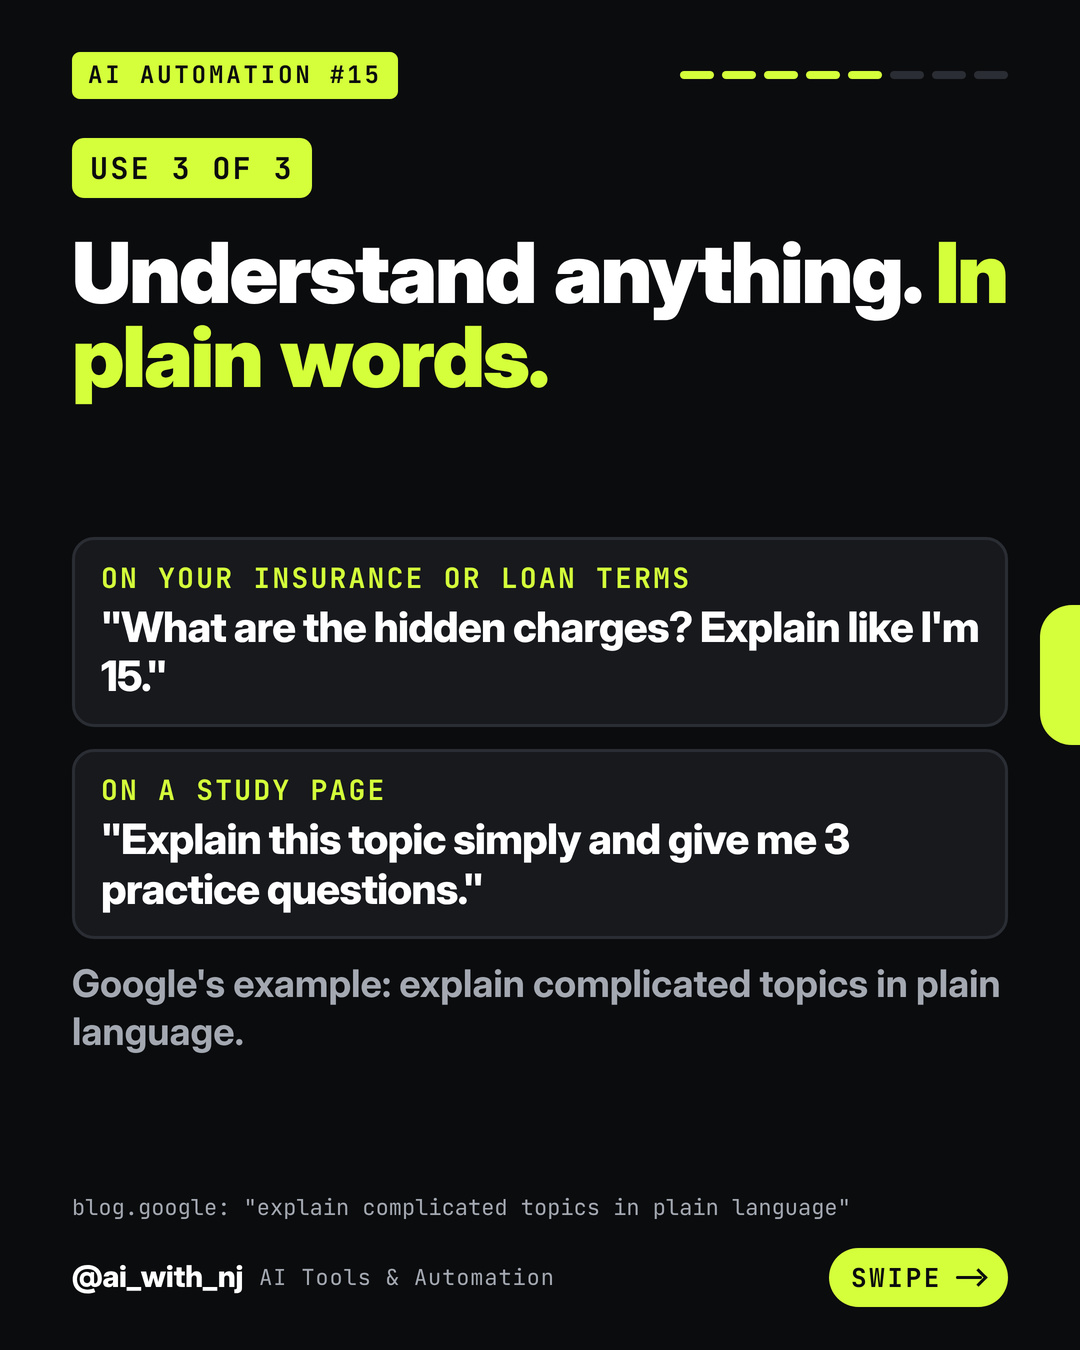 AI AUTOMATION #15
USE 3 OF 3
Understand anything. In
plain words.
ON YOUR INSURANCE OR LOAN TERMS
"What are the hidden charges? Explain like I'm
15."
ON A STUDY PAGE
"Explain this topic simply and give me 3
practice questions."
Google's example: explain complicated topics in plain
language.
blog.google: "explain complicated topics in plain language"
@ai_with_nj AI Tools & Automation
SWIPE →